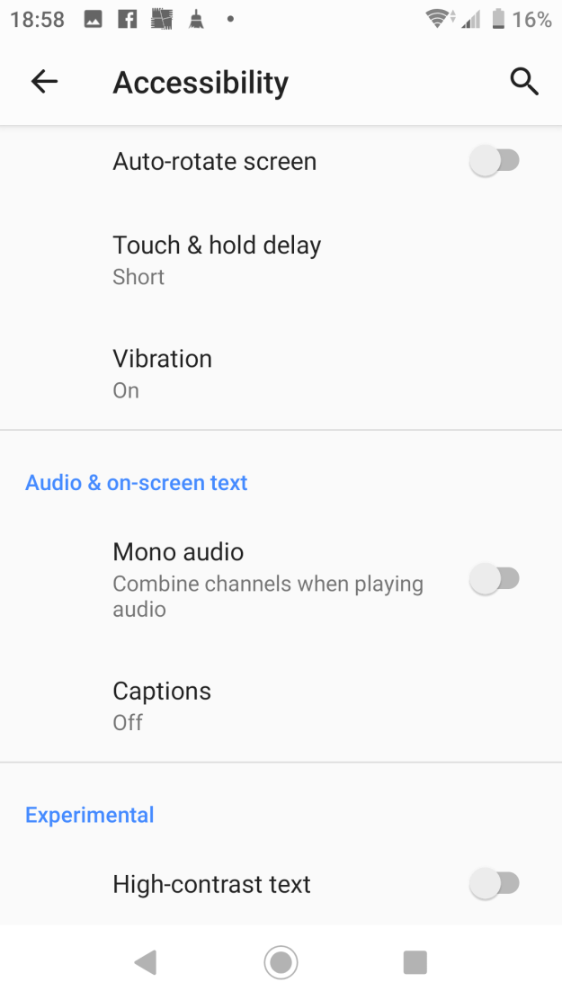 18:58
16%
Accessibility
Auto-rotate screen
Touch & hold delay
Short
Vibration
On
Audio & on-screen text
Mono audio
Combine channels when playing
audio
Captions
Off
Experimental
High-contrast text